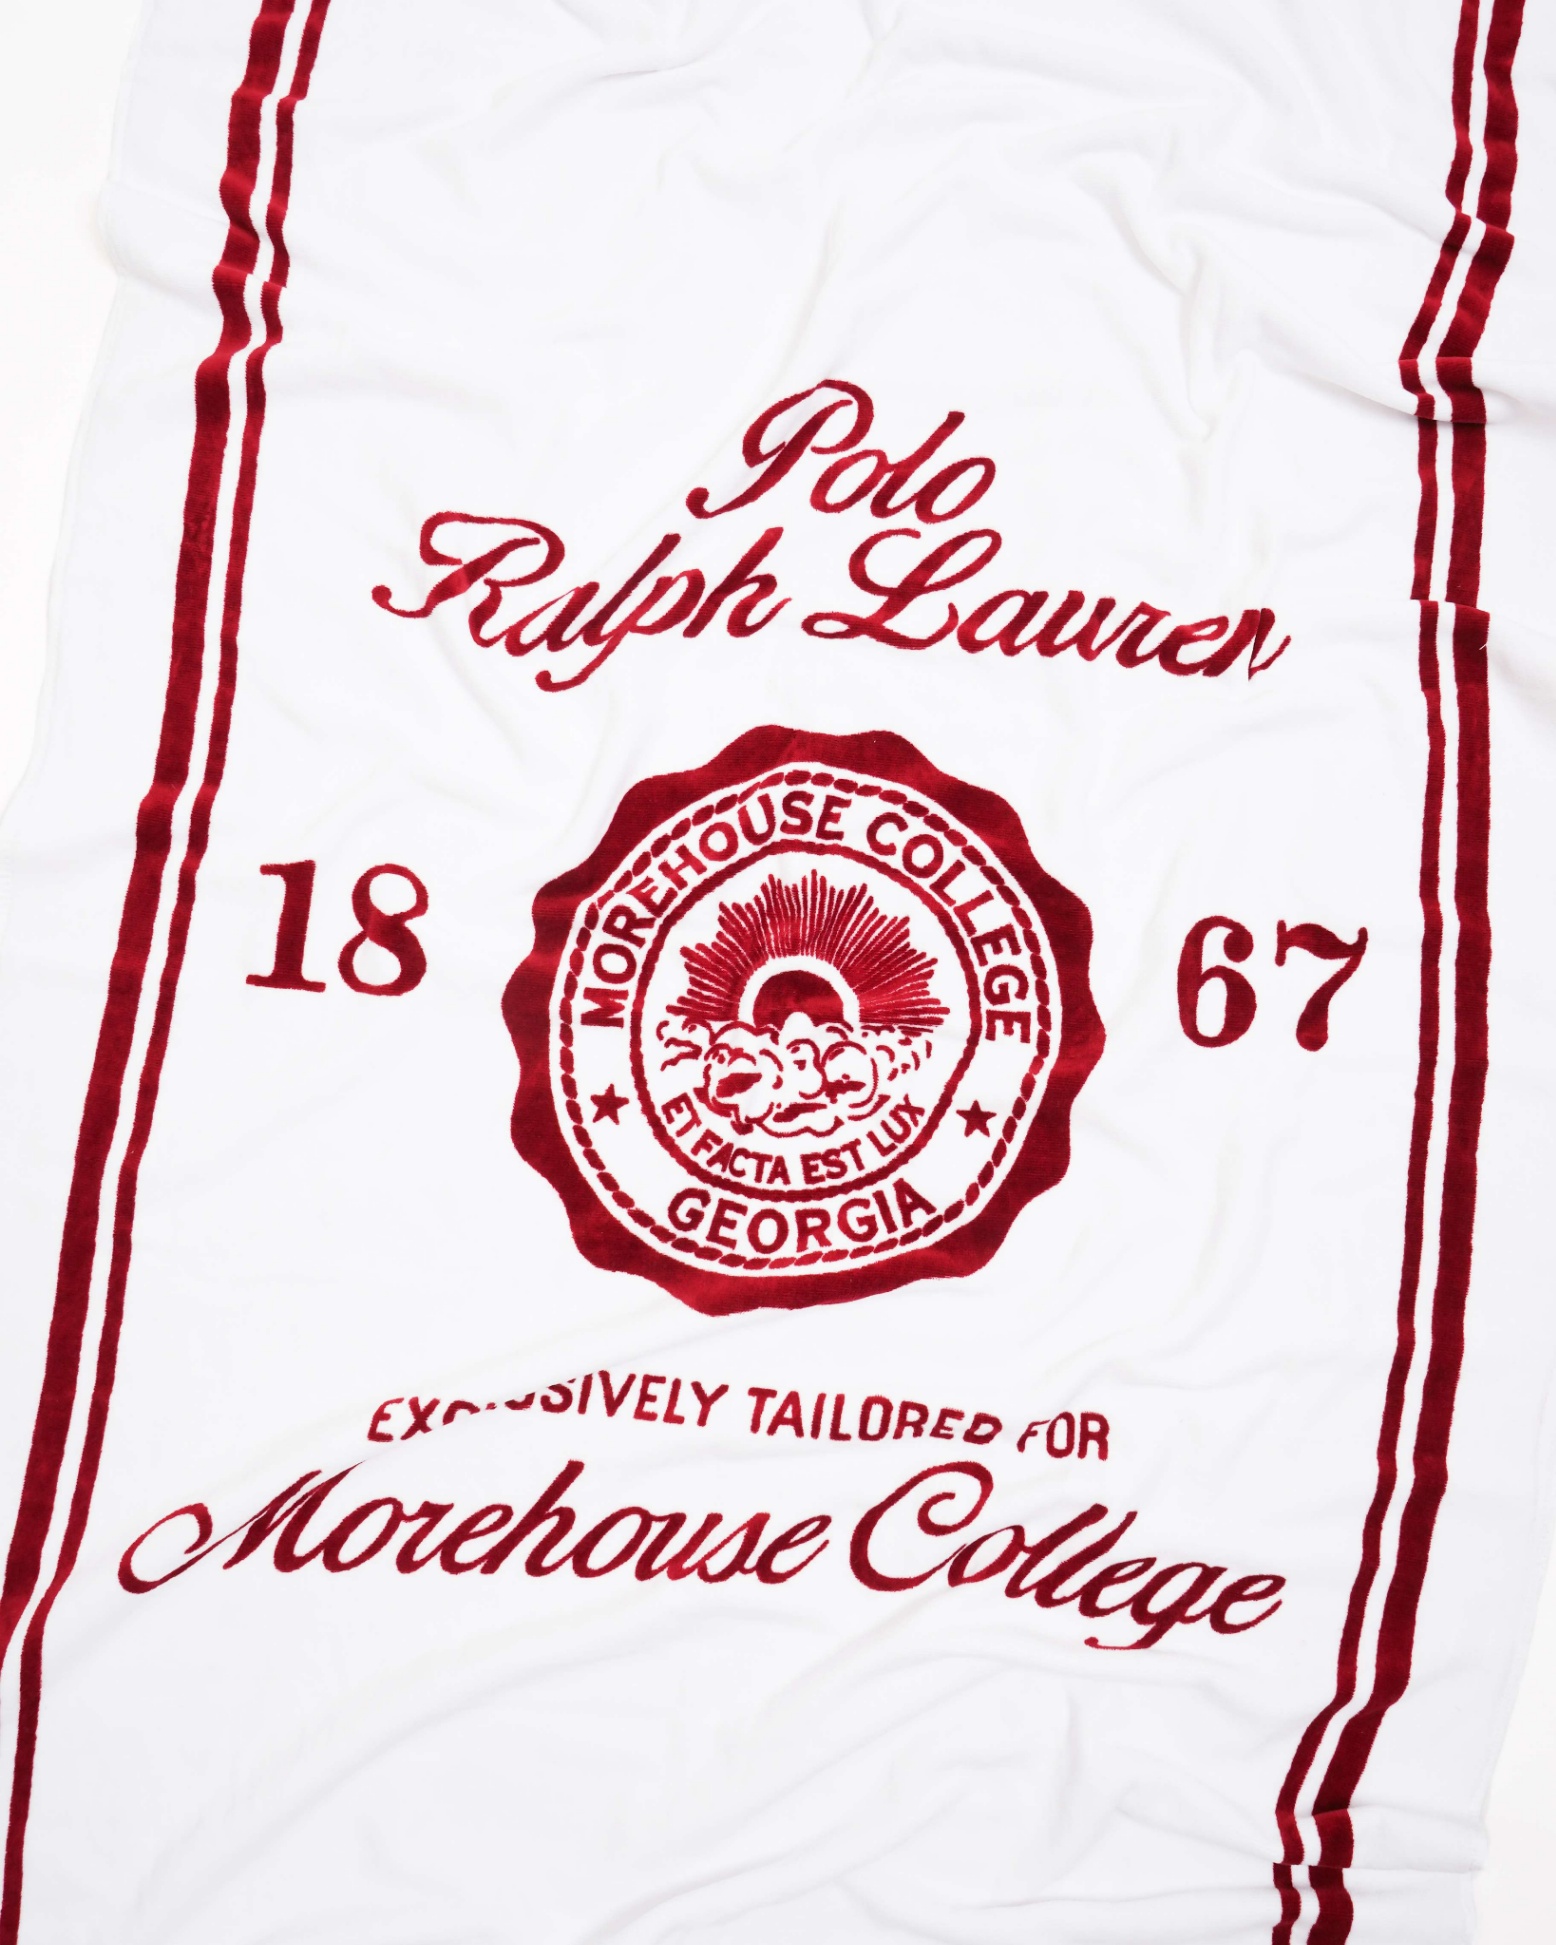 Polo
Ralph Lauren
18 67
MOREHOUSE COLLEGE
ET FACTA EST LUX
GEORGIA
EXCLUSIVELY TAILORED FOR
Morehouse College